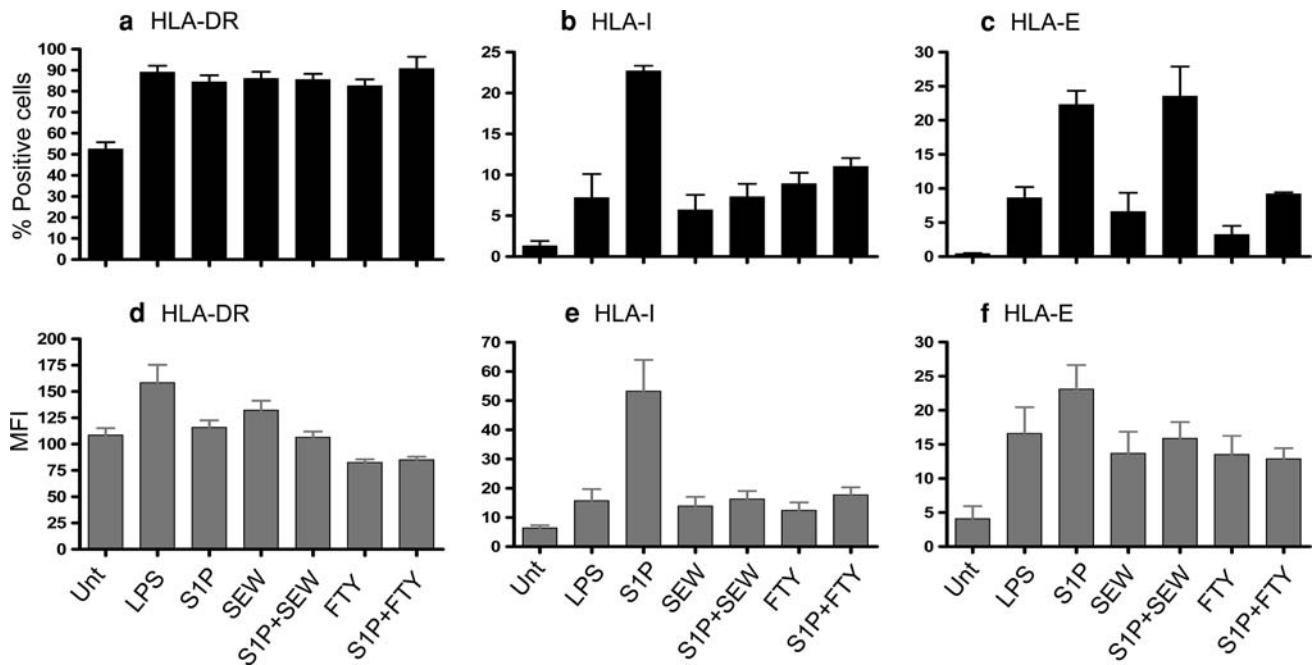 a HLA-DR
b HLA-I
c HLA-E
% Positive cells
100
90
80
70
60
50
40
30
20
10
0
25
20
15
10
5
0
30
25
20
15
10
5
0
d HLA-DR
e HLA-I
f HLA-E
MFI
200
175
150
125
100
75
50
25
0
70
60
50
40
30
20
10
0
30
25
20
15
10
5
0
Unt
LPS
S1P
SEW
S1P+SEW
FTY
S1P+FTY
Unt
LPS
S1P
SEW
S1P+SEW
FTY
S1P+FTY
Unt
LPS
S1P
SEW
S1P+SEW
FTY
S1P+FTY